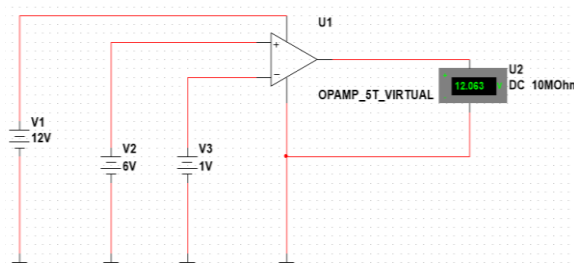 U1
+
−
OPAMP_5T_VIRTUAL
+
12.063
V
U2
DC 10MOhm
V1
12V
V2
6V
V3
1V